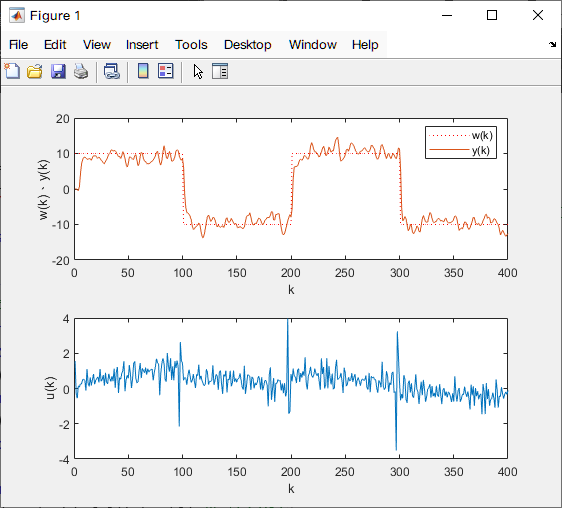 Figure 1
File Edit View Insert Tools Desktop Window Help
20
10
0
-10
-20
w(k)、y(k)
w(k)
y(k)
0 50 100 150 200 250 300 350 400
k
4
2
0
-2
-4
u(k)
0 50 100 150 200 250 300 350 400
k